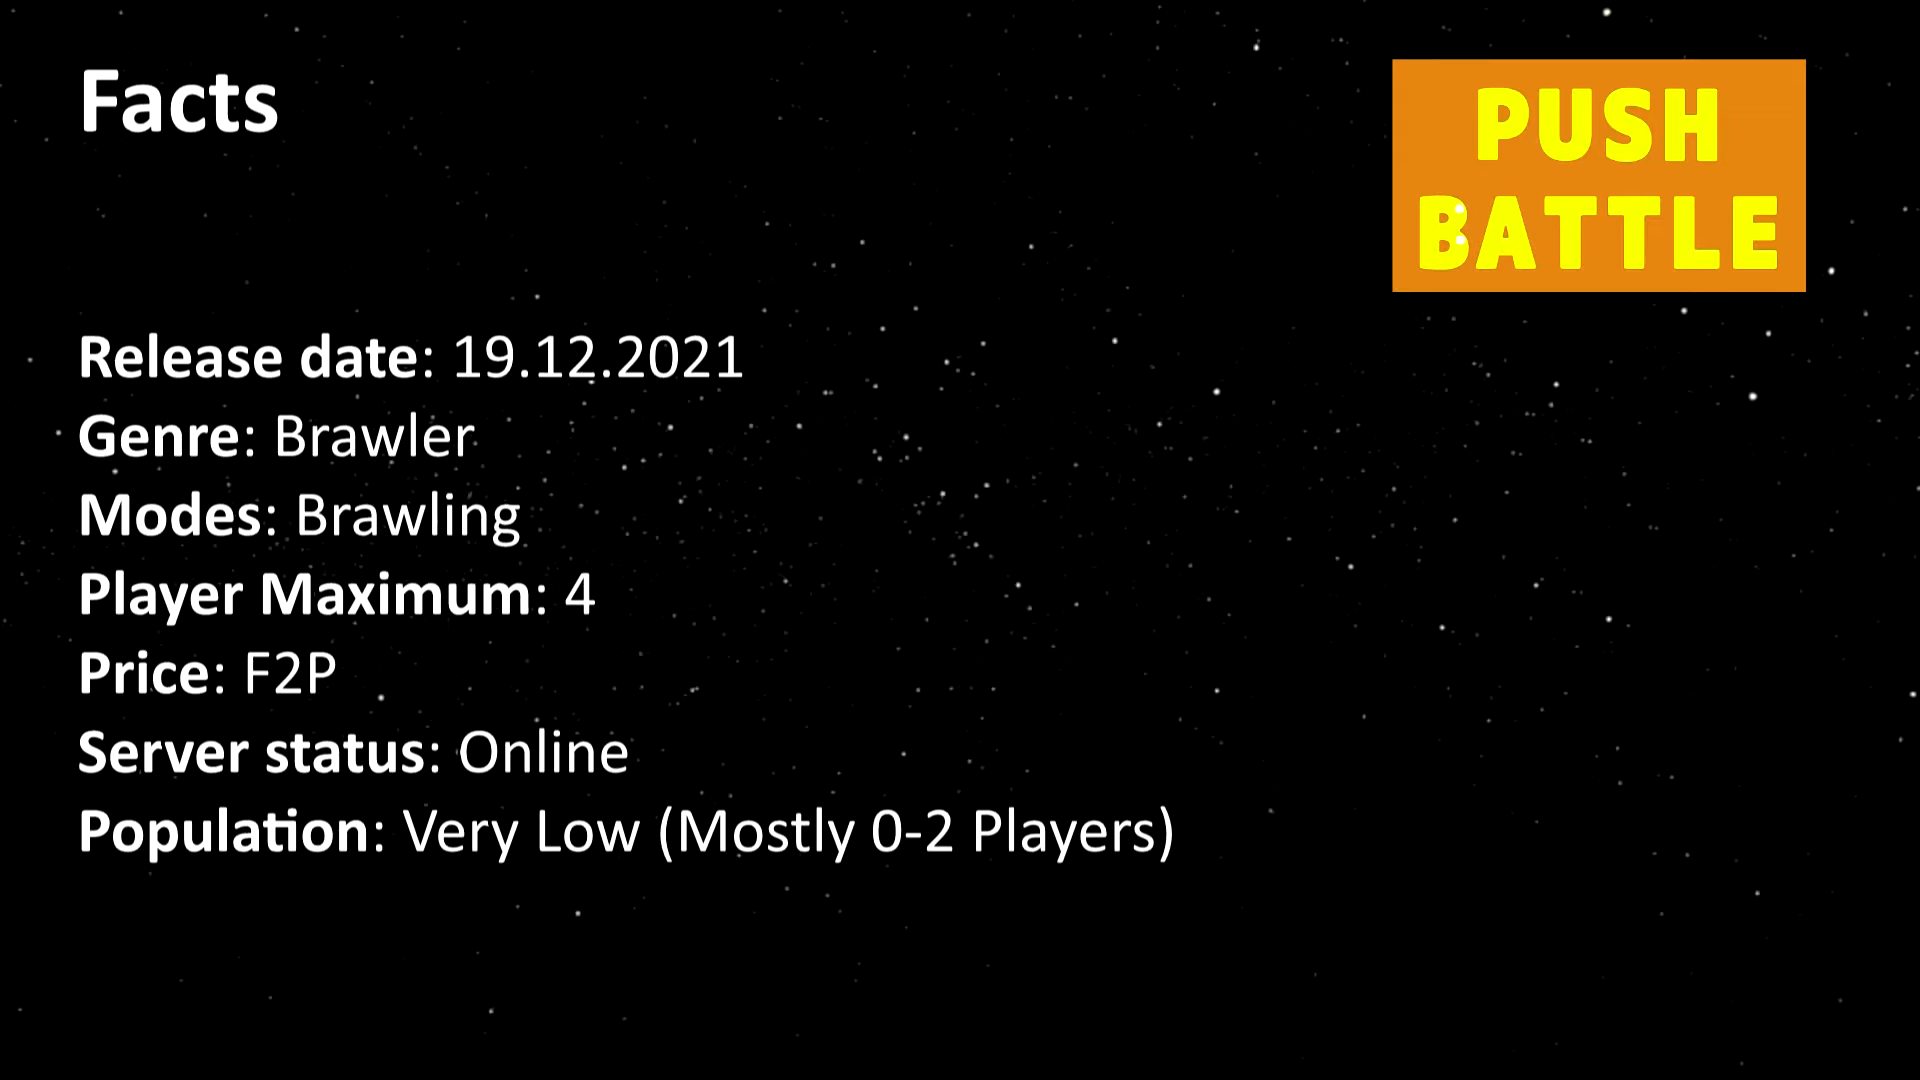 Facts
PUSH
BATTLE
Release date: 19.12.2021
Genre: Brawler
Modes: Brawling
Player Maximum: 4
Price: F2P
Server status: Online
Population: Very Low (Mostly 0-2 Players)